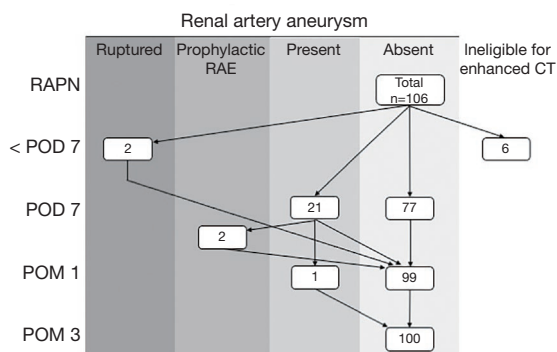 Renal artery aneurysm
Ruptured
Prophylactic
RAE
Present
Absent
Ineligible for
enhanced CT
RAPN
Total
n=106
< POD 7
2
6
POD 7
21
77
2
POM 1
1
99
POM 3
100